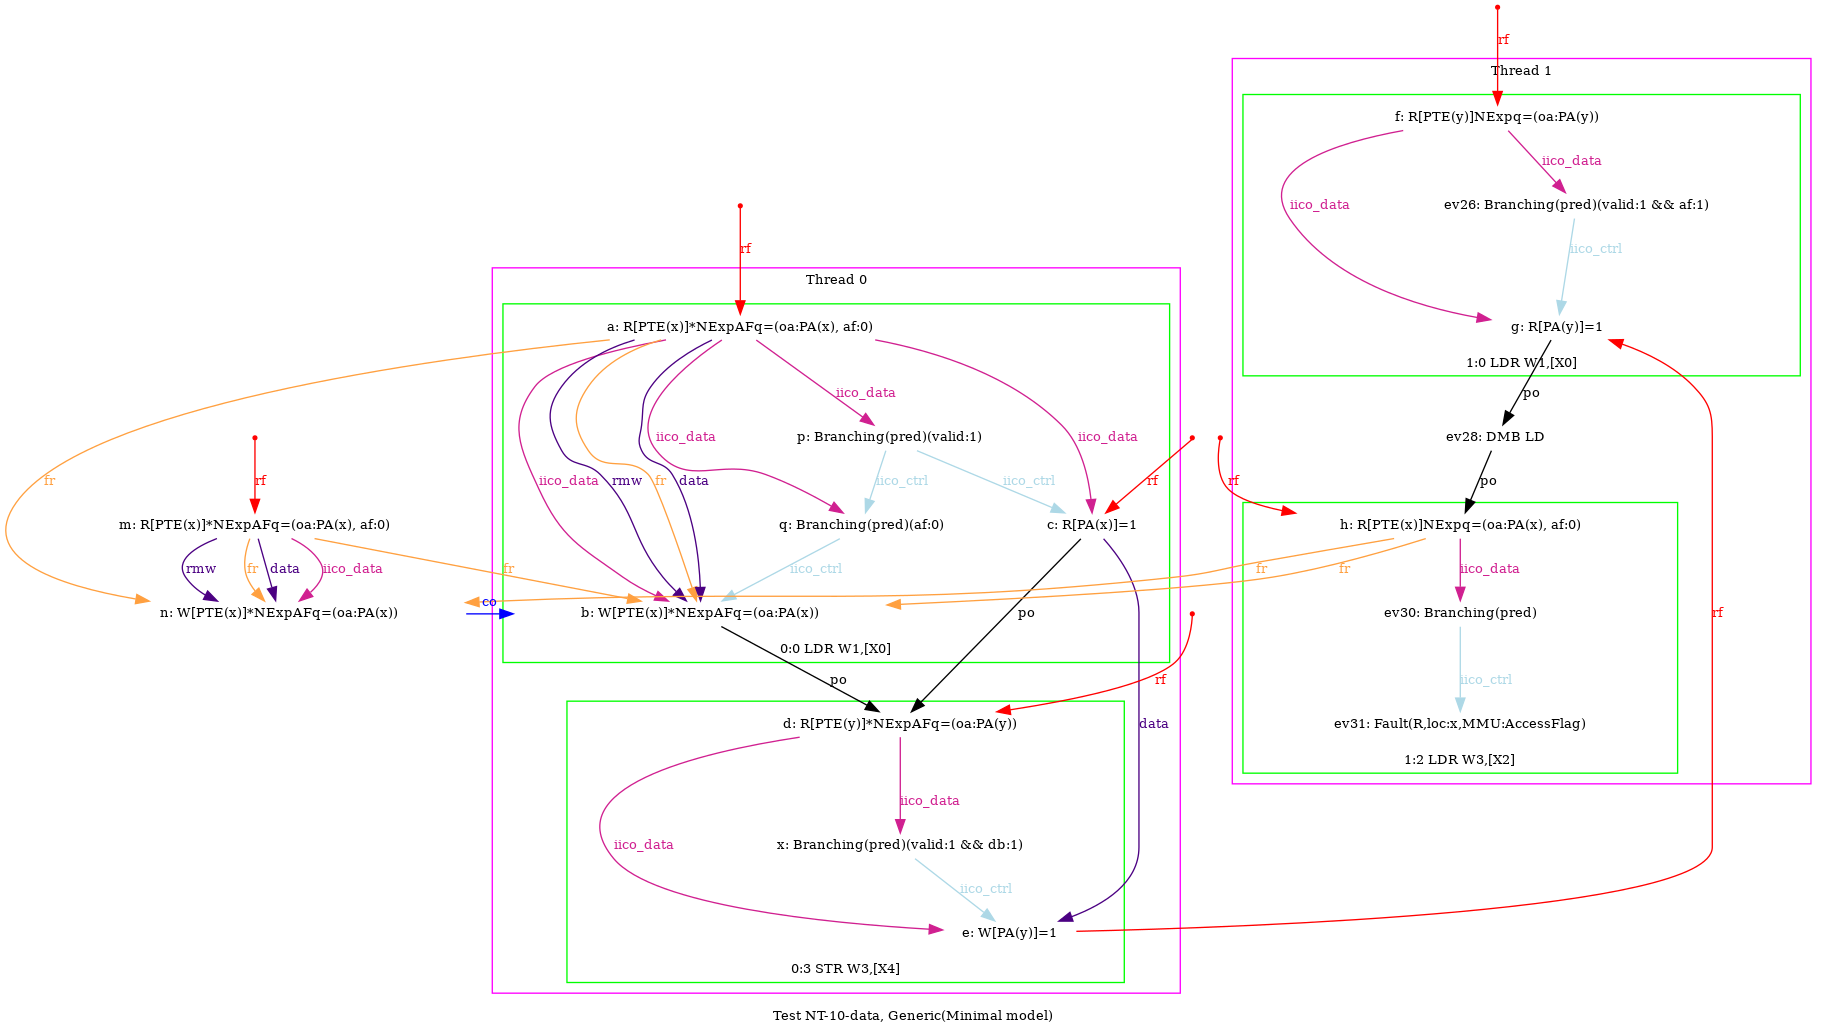 rf
Thread 1
f: R[PTE(y)]NExpq=(oa:PA(y))
iico_data
ev26: Branching(pred)(valid:1 && af:1)
iico_data
iico_ctrl
g: R[PA(y)]=1
1:0 LDR W1,[X0]
po
ev28: DMB LD
po
rf
h: R[PTE(x)]NExpq=(oa:PA(x), af:0)
fr
fr
iico_data
ev30: Branching(pred)
iico_ctrl
rf
ev31: Fault(R,loc:x,MMU:AccessFlag)
1:2 LDR W3,[X2]
rf
Thread 0
a: R[PTE(x)]*NExpAFq=(oa:PA(x), af:0)
iico_data
p: Branching(pred)(valid:1)
iico_data
iico_data
iico_data
rmw
fr
data
iico_ctrl
iico_ctrl
rf
q: Branching(pred)(af:0)
c: R[PA(x)]=1
iico_ctrl
b: W[PTE(x)]*NExpAFq=(oa:PA(x))
po
0:0 LDR W1,[X0]
po
rf
d: R[PTE(y)]*NExpAFq=(oa:PA(y))
data
iico_data
iico_data
x: Branching(pred)(valid:1 && db:1)
iico_ctrl
e: W[PA(y)]=1
0:3 STR W3,[X4]
fr
rf
m: R[PTE(x)]*NExpAFq=(oa:PA(x), af:0)
rmw
fr
data
iico_data
fr
n: W[PTE(x)]*NExpAFq=(oa:PA(x))
co
Test NT-10-data, Generic(Minimal model)